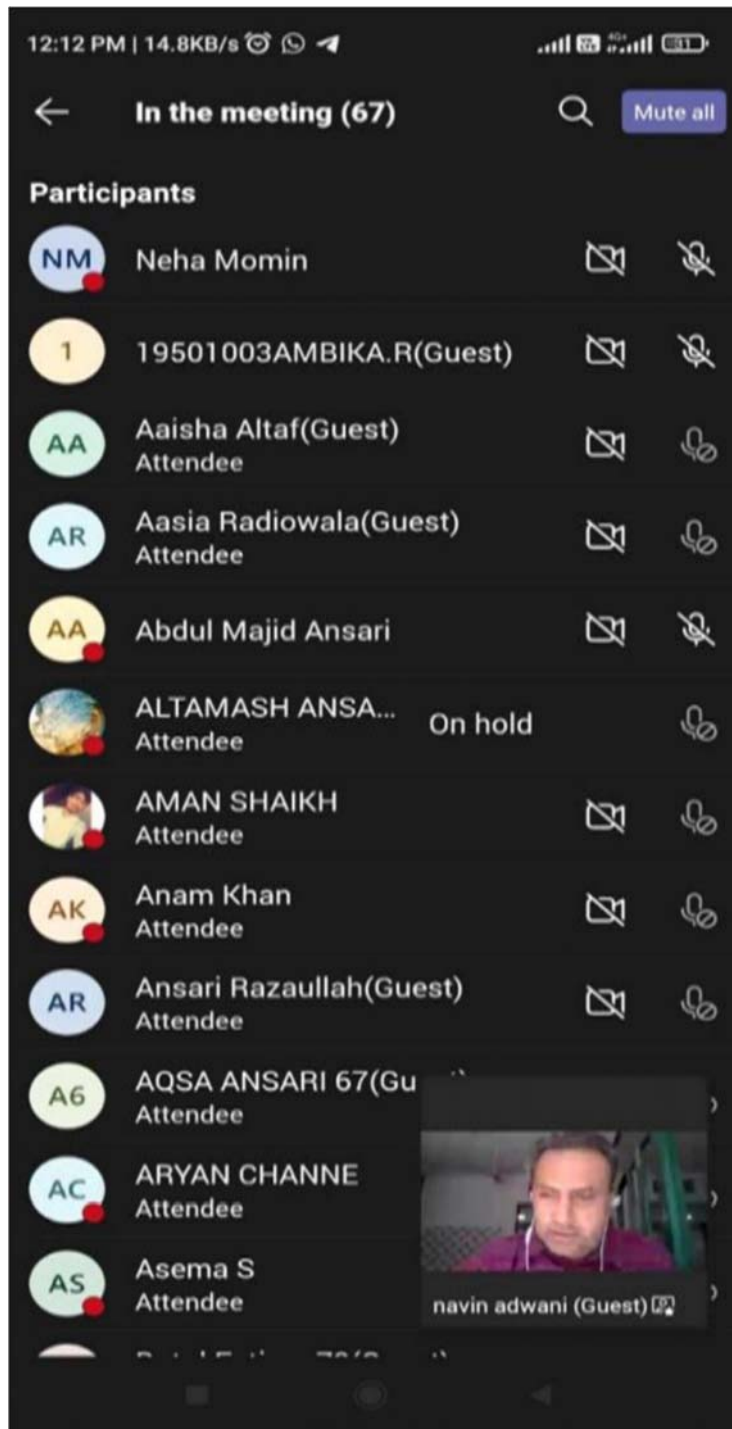 12:12 PM | 14.8KB/s
4G+
31
In the meeting (67)
Mute all
Participants
NM
Neha Momin
1
19501003AMBIKA.R(Guest)
AA
Aaisha Altaf(Guest)
Attendee
AR
Aasia Radiowala(Guest)
Attendee
AA
Abdul Majid Ansari
ALTAMASH ANSA...
On hold
Attendee
AMAN SHAIKH
Attendee
AK
Anam Khan
Attendee
AR
Ansari Razaullah(Guest)
Attendee
A6
AQSA ANSARI 67(Gu
Attendee
AC
ARYAN CHANNE
Attendee
AS
Asema S
Attendee
navin adwani (Guest)